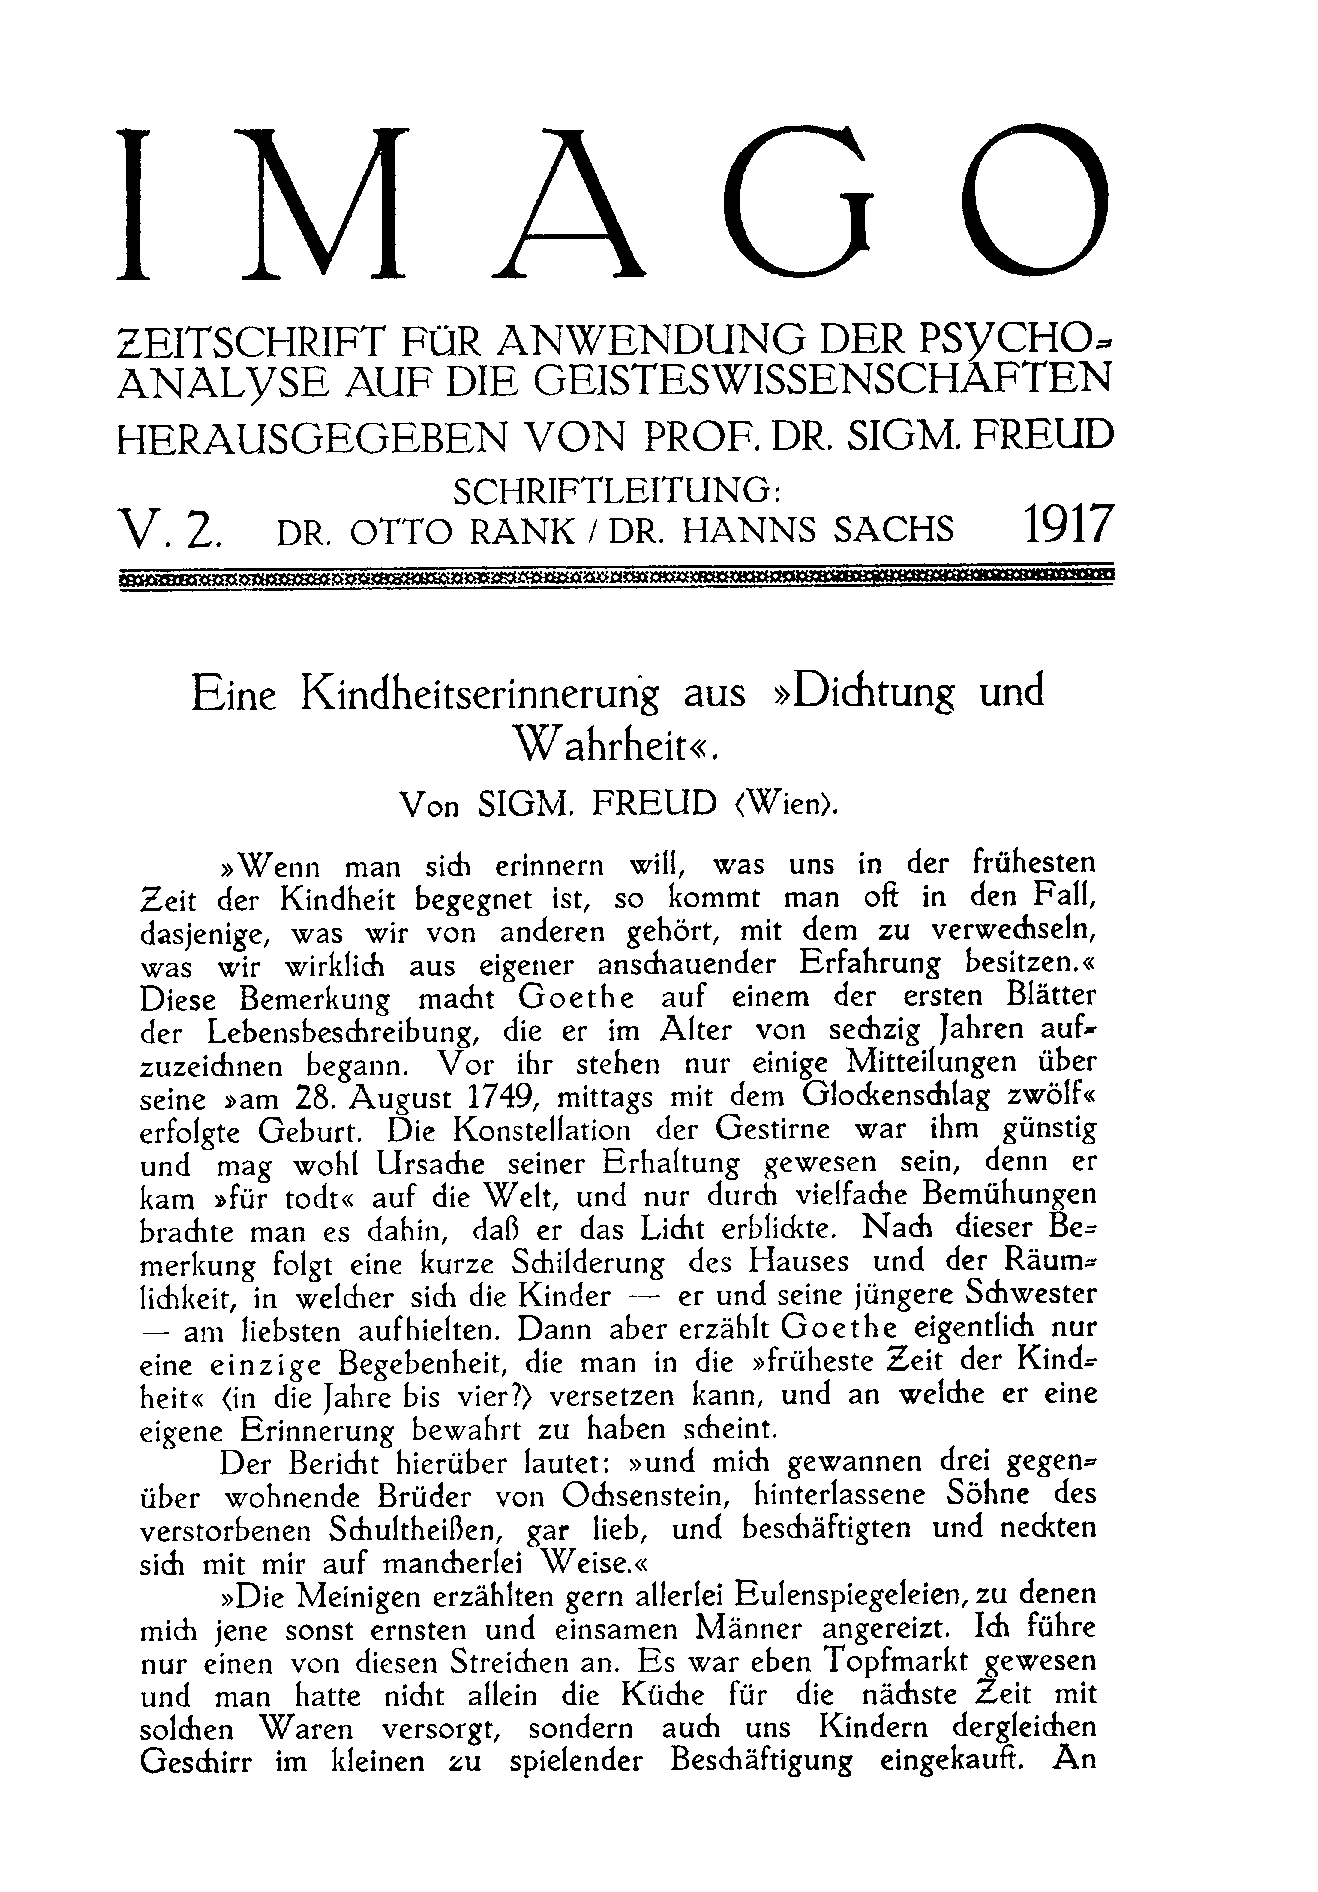 IMAGO
ZEITSCHRIFT FÜR ANWENDUNG DER PSYCHO-
ANALYSE AUF DIE GEISTESWISSENSCHAFTEN
HERAUSGEGEBEN VON PROF. DR. SIGM. FREUD
SCHRIFTLEITUNG:
V. 2. DR. OTTO RANK / DR. HANNS SACHS 1917
Eine Kindheitserinnerung aus »Dichtung und
Wahrheit«.
Von SIGM. FREUD (Wien).
»Wenn man sich erinnern will, was uns in der frühesten
Zeit der Kindheit begegnet ist, so kommt man oft in den Fall,
dasjenige, was wir von anderen gehört, mit dem zu verwechseln,
was wir wirklich aus eigener anschauender Erfahrung besitzen.«
Diese Bemerkung macht Goethe auf einem der ersten Blätter
der Lebensbeschreibung, die er im Alter von sechzig Jahren auf-
zuzeichnen begann. Vor ihr stehen nur einige Mitteilungen über
seine »am 28. August 1749, mittags mit dem Glockenschlag zwölf«
erfolgte Geburt. Die Konstellation der Gestirne war ihm günstig
und mag wohl Ursache seiner Erhaltung gewesen sein, denn er
kam »für todt« auf die Welt, und nur durch vielfache Bemühungen
brachte man es dahin, daß er das Licht erblickte. Nach dieser Be-
merkung folgt eine kurze Schilderung des Hauses und der Räum-
lichkeit, in welcher sich die Kinder — er und seine jüngere Schwester
— am liebsten aufhielten. Dann aber erzählt Goethe eigentlich nur
eine einzige Begebenheit, die man in die »früheste Zeit der Kind-
heit« (in die Jahre bis vier?) versetzen kann, und an welche er eine
eigene Erinnerung bewahrt zu haben scheint.
Der Bericht hierüber lautet: »und mich gewannen drei gegen-
über wohnende Brüder von Ochsenstein, hinterlassene Söhne des
verstorbenen Schultheißen, gar lieb, und beschäftigten und neckten
sich mit mir auf mancherlei Weise.«
»Die Meinigen erzählten gern allerlei Eulenspiegeleien, zu denen
mich jene sonst ernsten und einsamen Männer angereizt. Ich führe
nur einen von diesen Streichen an. Es war eben Topfmarkt gewesen
und man hatte nicht allein die Küche für die nächste Zeit mit
solchen Waren versorgt, sondern auch uns Kindern dergleichen
Geschirr im kleinen zu spielender Beschäftigung eingekauft. An